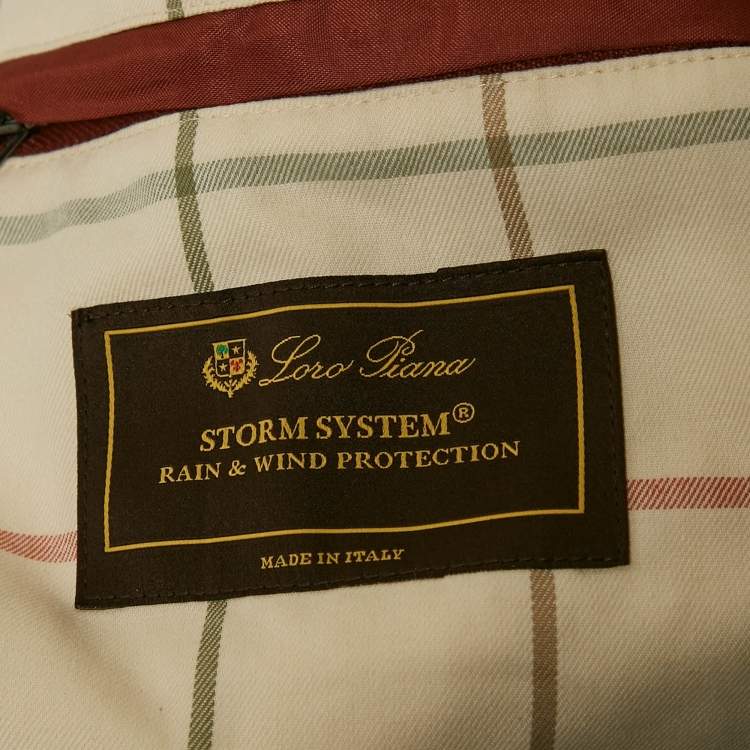 Loro Piana
STORM SYSTEM®
RAIN & WIND PROTECTION
MADE IN ITALY